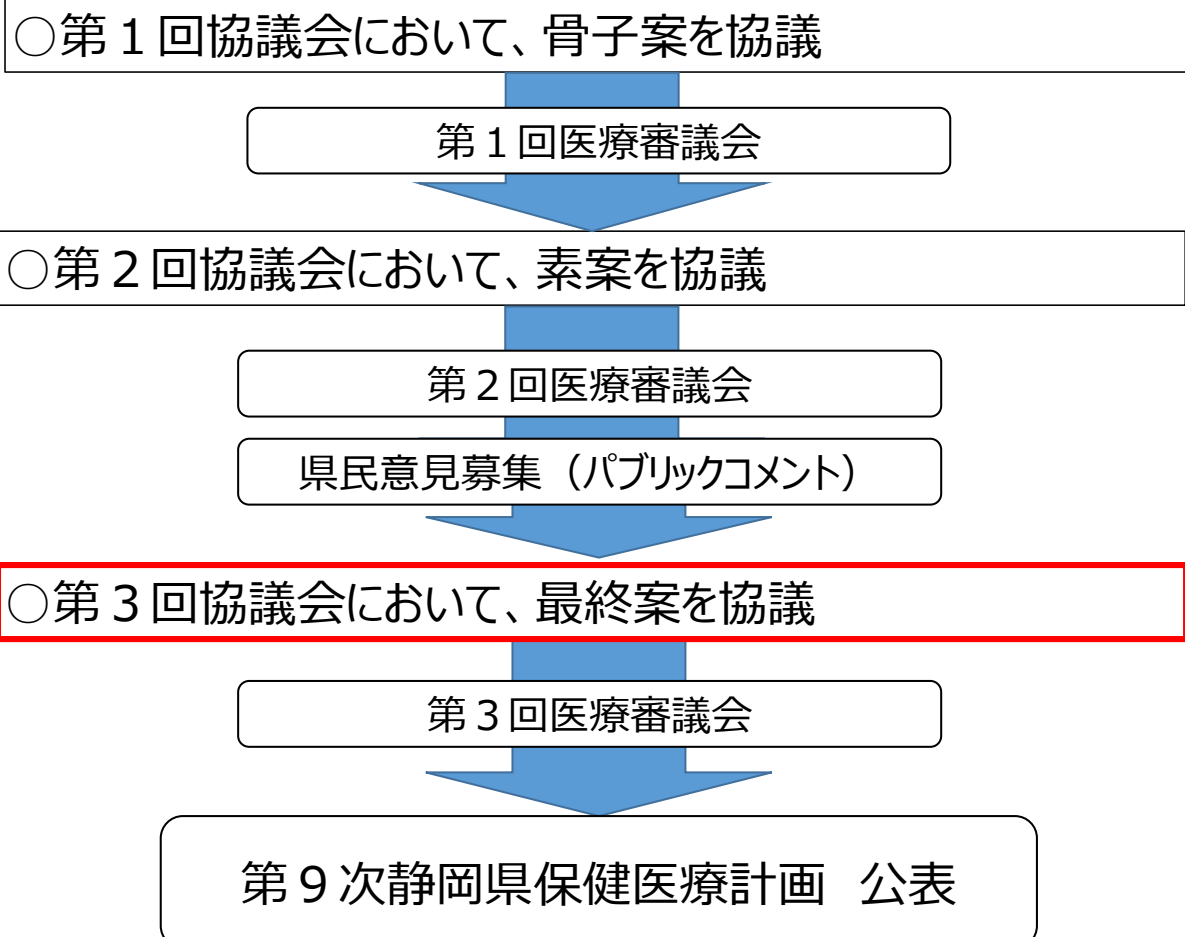 ○第１回協議会において、骨子案を協議
第１回医療審議会
○第２回協議会において、素案を協議
第２回医療審議会
県民意見募集（パブリックコメント）
○第３回協議会において、最終案を協議
第３回医療審議会
第９次静岡県保健医療計画　公表